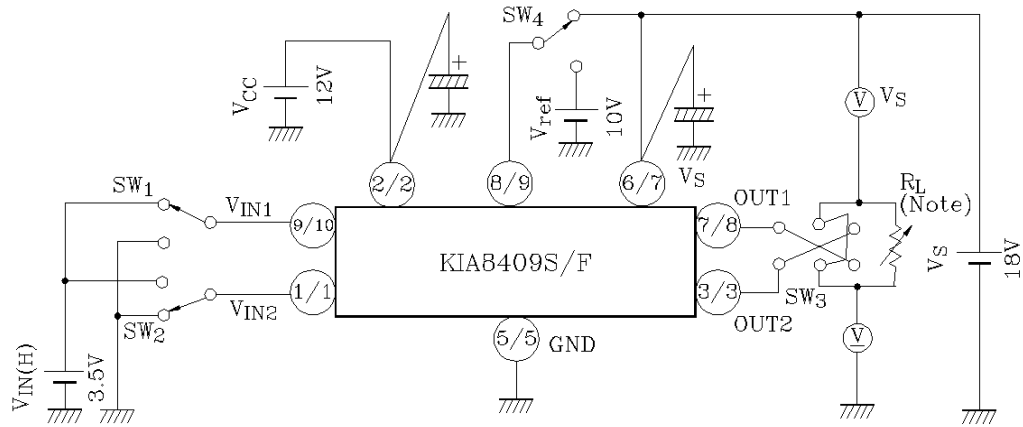 SW4
+
VCC
12V
Vref
10V
+
V VS
2/2
8/9
6/7
VS
SW1
VIN1
9/10
7/8
OUT1
RL
(Note)
KIA8409S/F
VS
18V
1/1
VIN2
SW2
3/3
SW3
OUT2
5/5
GND
V
VIN(H)
3.5V